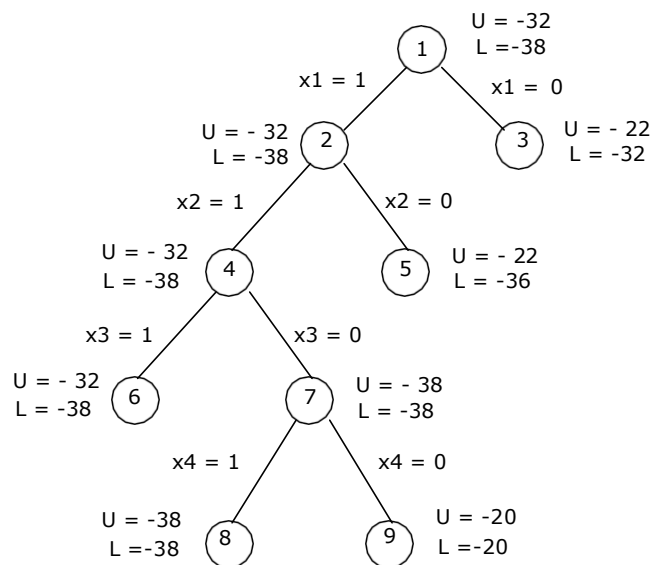 U = -32
L =-38
1
x1 = 1
x1 = 0
U = - 32
L = -38
2
3
U = - 22
L = -32
x2 = 1
x2 = 0
U = - 32
L = -38
4
5
U = - 22
L = -36
x3 = 1
x3 = 0
U = - 32
L = -38
6
7
U = - 38
L = -38
x4 = 1
x4 = 0
U = -38
L = -38
8
9
U = -20
L =-20